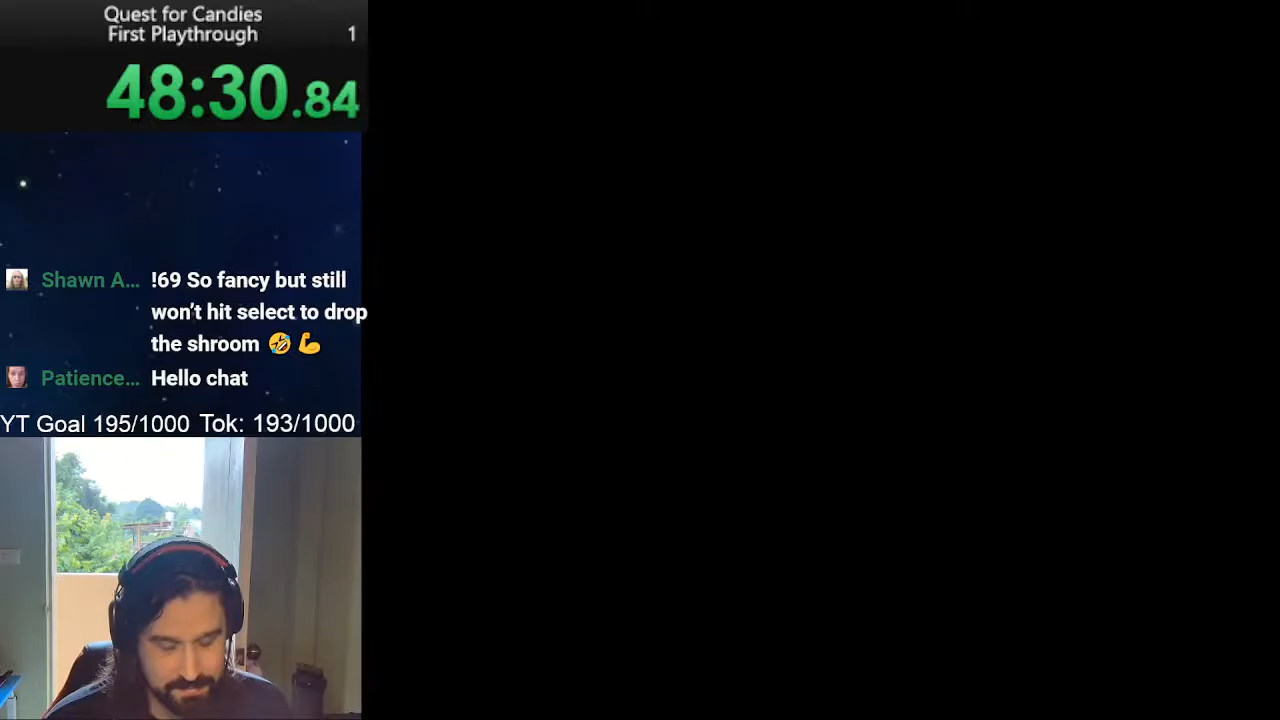 Quest for Candies
First Playthrough 1
48:30.84
Shawn A... !69 So fancy but still
won't hit select to drop
the shroom 🤣 💪
Patience... Hello chat
YT Goal 195/1000 Tok: 193/1000